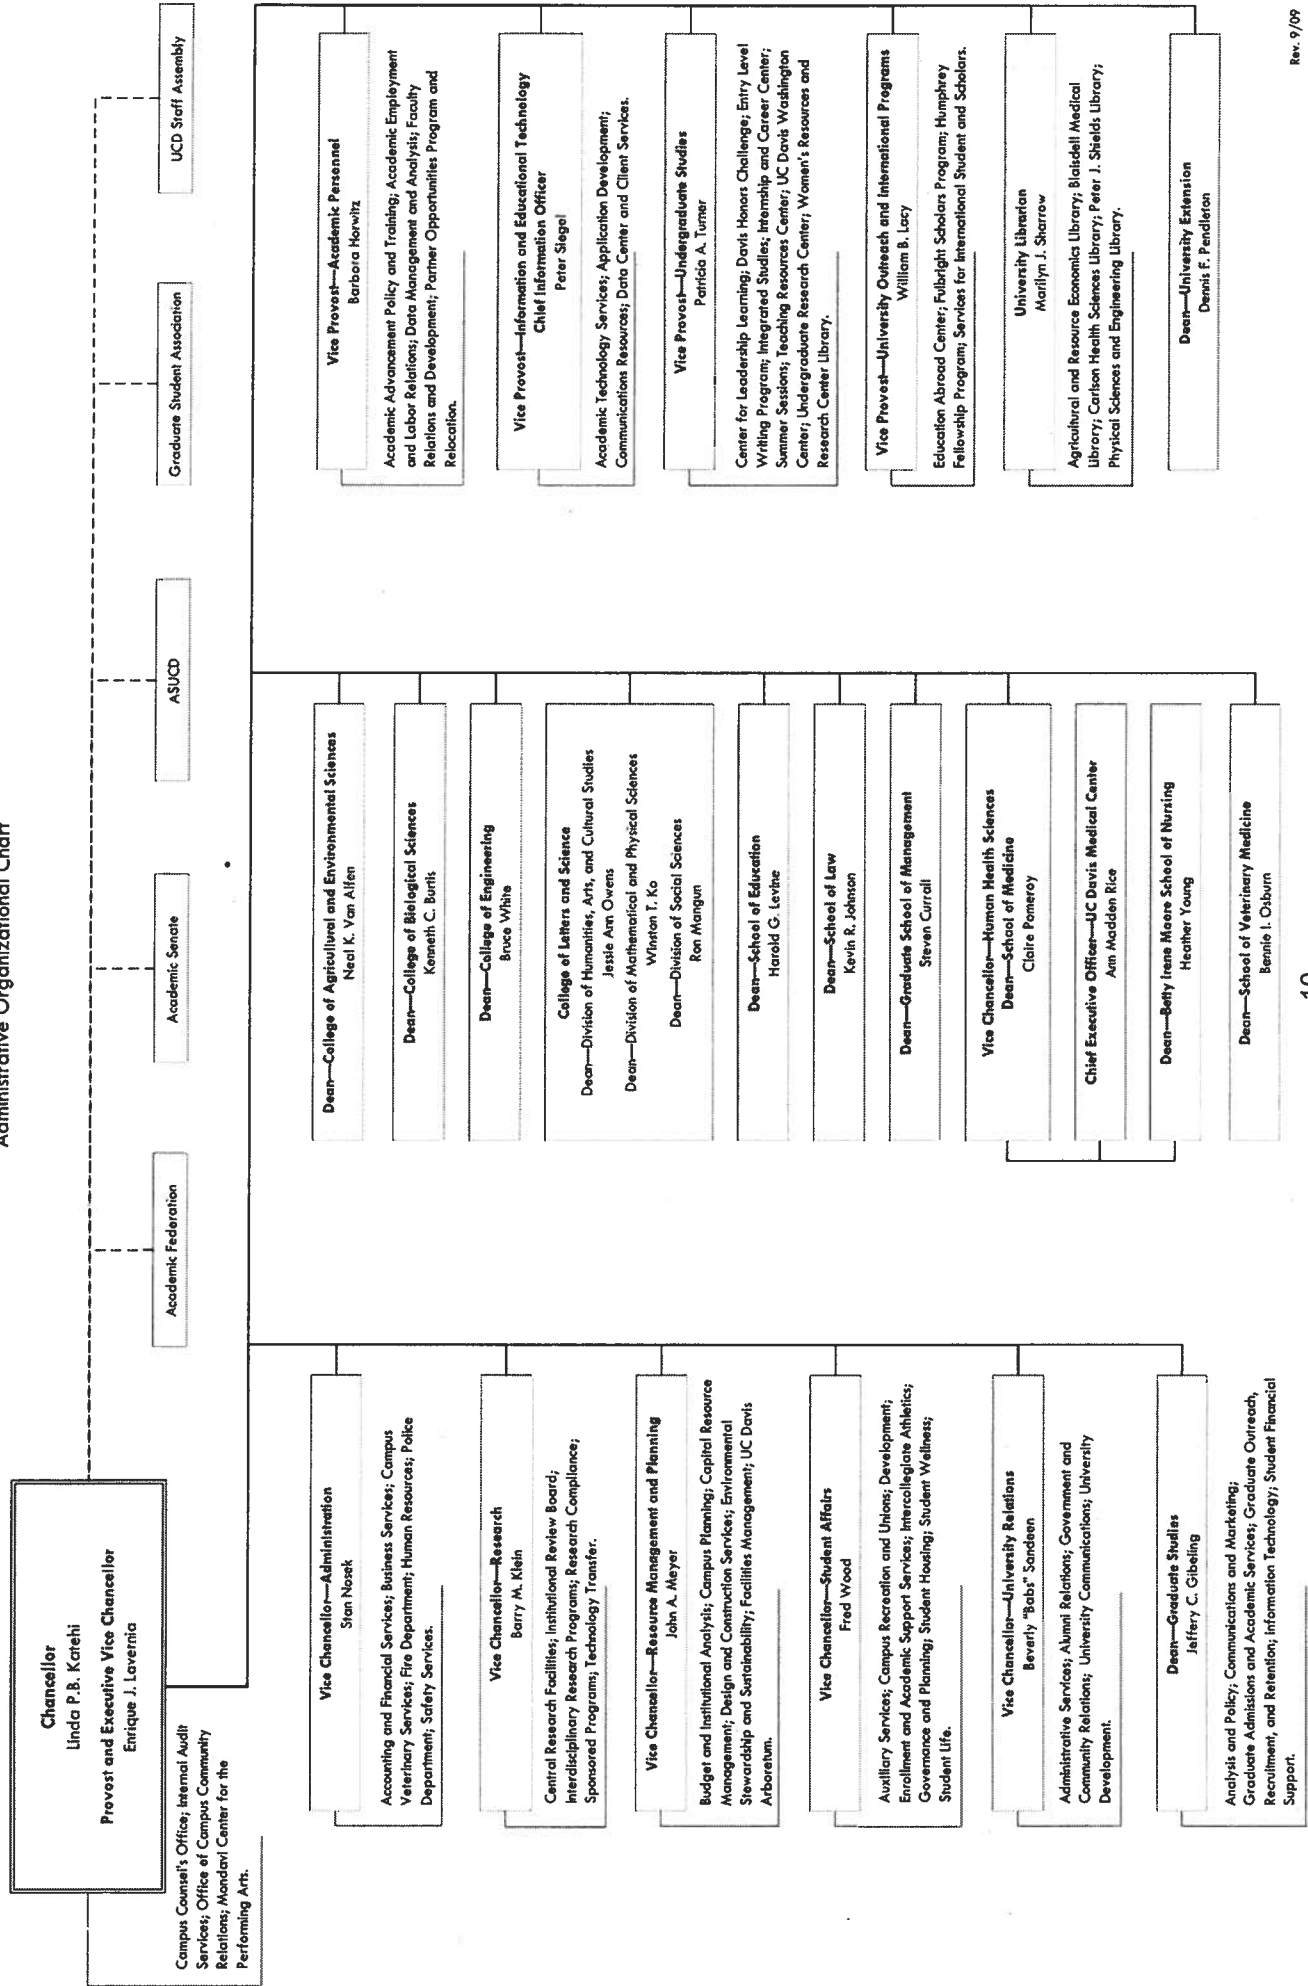 Administrative Organizational Chart
Chancellor
Linda P.B. Katehi
Provost and Executive Vice Chancellor
Enrique J. Lavernia
Campus Counsel's Office; Internal Audit
Services; Office of Campus Community
Relations; Mondavi Center for the
Performing Arts.
Academic Federation
Academic Senate
ASUCD
Graduate Student Association
UCD Staff Assembly
Vice Chancellor—Administration
Stan Nosek
Accounting and Financial Services; Business Services; Campus
Veterinary Services; Fire Department; Human Resources; Police
Department; Safety Services.
Vice Chancellor—Research
Barry M. Klein
Central Research Facilities; Institutional Review Board;
Interdisciplinary Research Programs; Research Compliance;
Sponsored Programs; Technology Transfer.
Vice Chancellor—Resource Management and Planning
John A. Meyer
Budget and Institutional Analysis; Campus Planning; Capital Resource
Management; Design and Construction Services; Environmental
Stewardship and Sustainability; Facilities Management; UC Davis
Arboretum.
Vice Chancellor—Student Affairs
Fred Wood
Auxiliary Services; Campus Recreation and Unions; Development;
Enrollment and Academic Support Services; Intercollegiate Athletics;
Governance and Planning; Student Housing; Student Wellness;
Student Life.
Vice Chancellor—University Relations
Beverly "Babs" Sandeen
Administrative Services; Alumni Relations; Government and
Community Relations; University Communications; University
Development.
Dean—Graduate Studies
Jeffery C. Gibeling
Analysis and Policy; Communications and Marketing;
Graduate Admissions and Academic Services; Graduate Outreach,
Recruitment, and Retention; Information Technology; Student Financial
Support.
Dean—College of Agricultural and Environmental Sciences
Neal K. Van Alfen
Dean—College of Biological Sciences
Kenneth C. Burtis
Dean—College of Engineering
Bruce White
College of Letters and Science
Dean—Division of Humanities, Arts, and Cultural Studies
Jessie Ann Owens
Dean—Division of Mathematical and Physical Sciences
Winston T. Ko
Dean—Division of Social Sciences
Ron Mangun
Dean—School of Education
Harold G. Levine
Dean—School of Law
Kevin R. Johnson
Dean—Graduate School of Management
Steven Currall
Vice Chancellor—Human Health Sciences
Dean—School of Medicine
Claire Pomeroy
Chief Executive Officer—UC Davis Medical Center
Ann Madden Rice
Dean—Betty Irene Moore School of Nursing
Heather Young
Dean—School of Veterinary Medicine
Bennie I. Osburn
Vice Provost—Academic Personnel
Barbara Horwitz
Academic Advancement Policy and Training; Academic Employment
and Labor Relations; Data Management and Analysis; Faculty
Relations and Development; Partner Opportunities Program and
Relocation.
Vice Provost—Information and Educational Technology
Chief Information Officer
Peter Siegel
Academic Technology Services; Application Development;
Communications Resources; Data Center and Client Services.
Vice Provost—Undergraduate Studies
Patricia A. Turner
Center for Leadership Learning; Davis Honors Challenge; Entry Level
Writing Program; Integrated Studies; Internship and Career Center;
Summer Sessions; Teaching Resources Center; UC Davis Washington
Center; Undergraduate Research Center; Women's Resources and
Research Center Library.
Vice Provost—University Outreach and International Programs
William B. Lacy
Education Abroad Center; Fulbright Scholars Program; Humphrey
Fellowship Program; Services for International Student and Scholars.
University Librarian
Marilyn J. Sharrow
Agricultural and Resource Economics Library; Blaisdell Medical
Library; Carlson Health Sciences Library; Peter J. Shields Library;
Physical Sciences and Engineering Library.
Dean—University Extension
Dennis F. Pendleton
Rev. 9/09